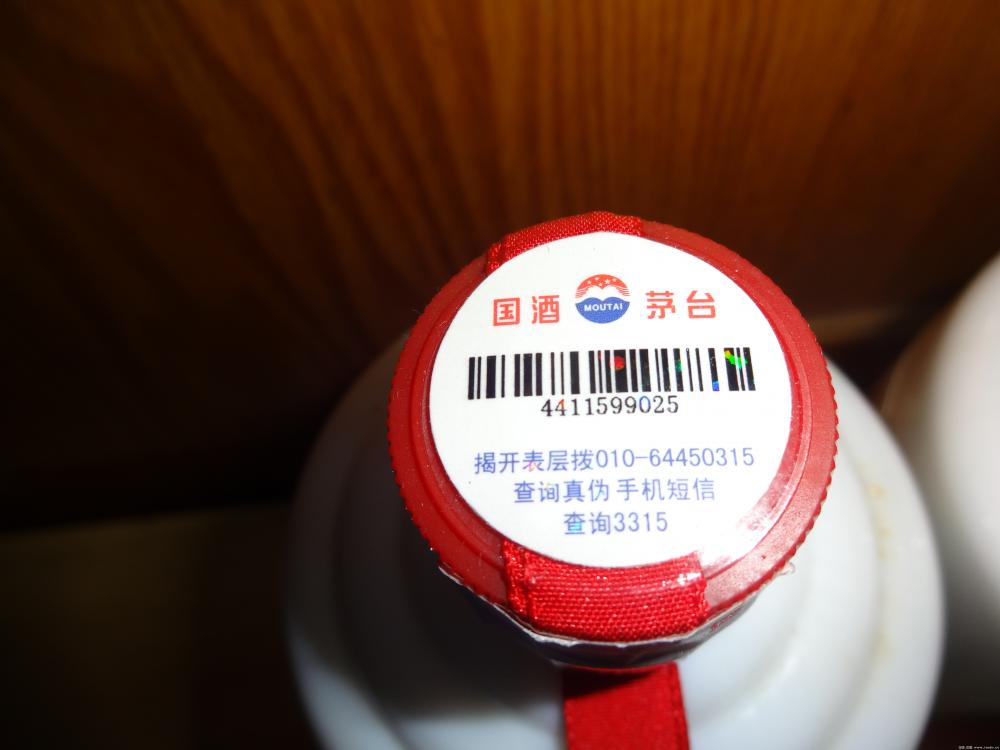 国酒 MOUTAI 茅台
4411599025
揭开表层拨010-64450315
查询真伪 手机短信
查询3315